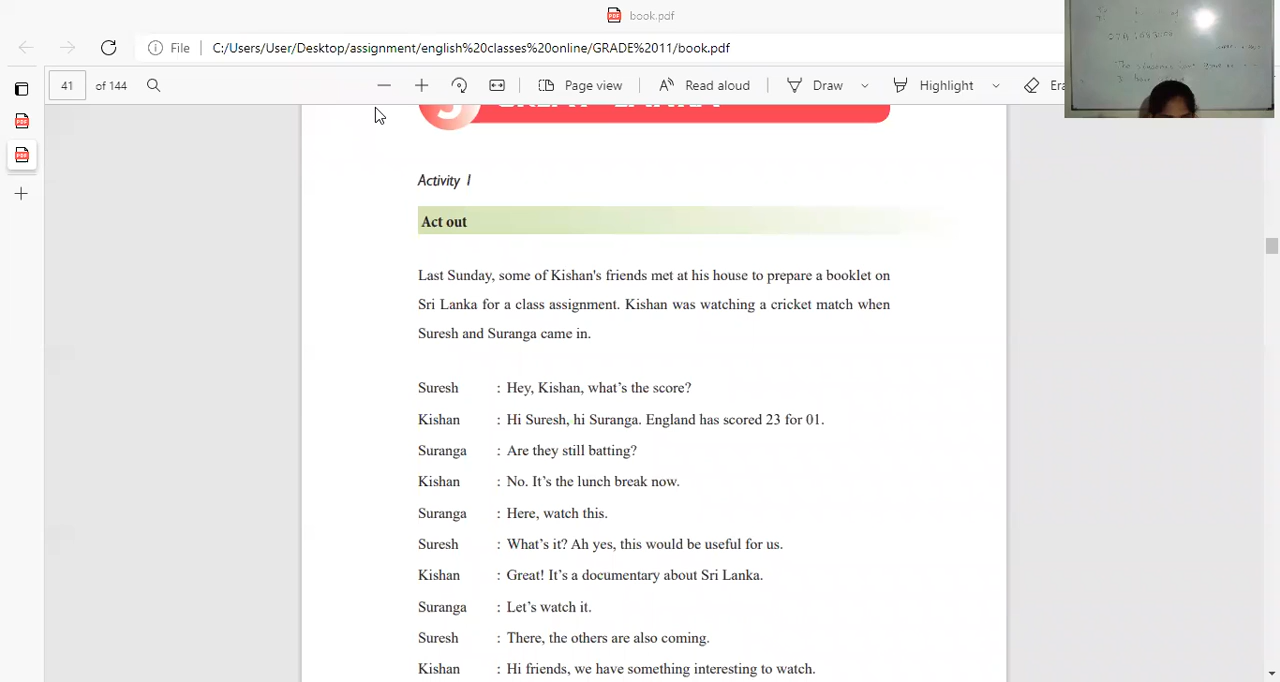 book.pdf
File C:/Users/User/Desktop/assignment/english%20classes%20online/GRADE%2011/book.pdf
41 of 144 Page view Read aloud Draw Highlight Era
Activity 1
Act out
Last Sunday, some of Kishan's friends met at his house to prepare a booklet on
Sri Lanka for a class assignment. Kishan was watching a cricket match when
Suresh and Suranga came in.
Suresh : Hey, Kishan, what's the score?
Kishan : Hi Suresh, hi Suranga. England has scored 23 for 01.
Suranga : Are they still batting?
Kishan : No. It's the lunch break now.
Suranga : Here, watch this.
Suresh : What's it? Ah yes, this would be useful for us.
Kishan : Great! It's a documentary about Sri Lanka.
Suranga : Let's watch it.
Suresh : There, the others are also coming.
Kishan : Hi friends, we have something interesting to watch.